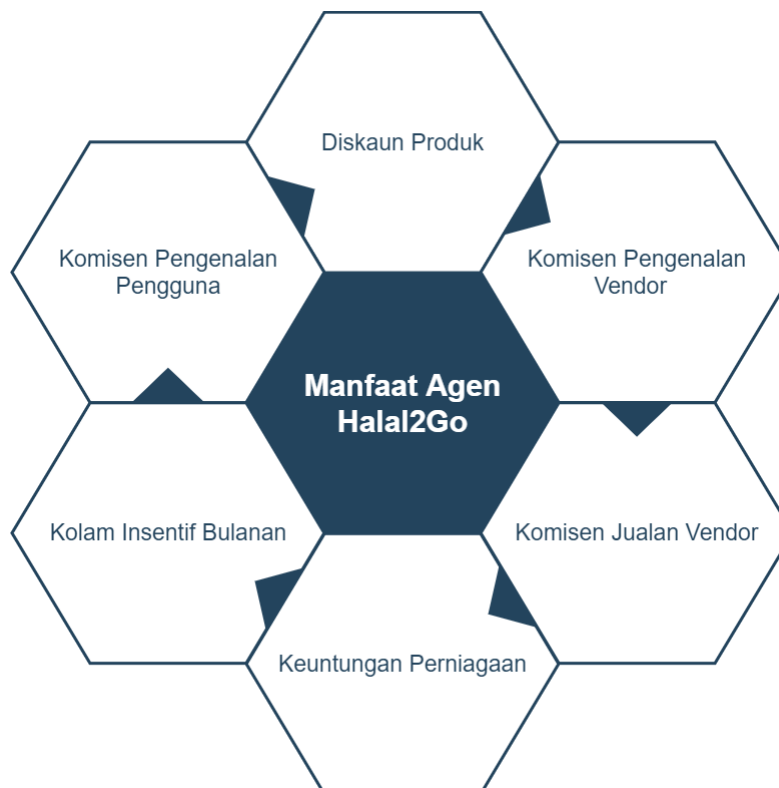 Diskaun Produk
Komisen Pengenalan
Pengguna
Komisen Pengenalan
Vendor
Manfaat Agen
Halal2Go
Kolam Insentif Bulanan
Komisen Jualan Vendor
Keuntungan Perniagaan